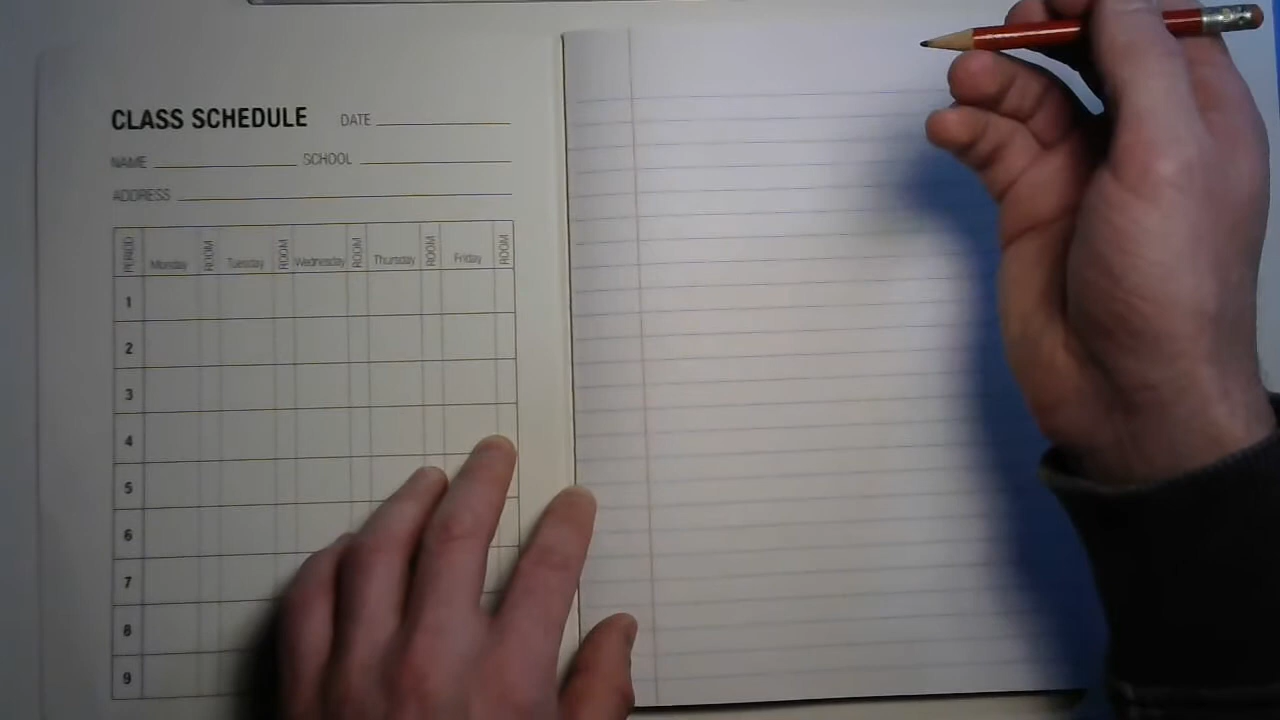 CLASS SCHEDULE DATE
NAME SCHOOL
ADDRESS
PERIOD Monday ROOM Tuesday ROOM Wednesday ROOM Thursday ROOM Friday ROOM
1
2
3
4
5
6
7
8
9